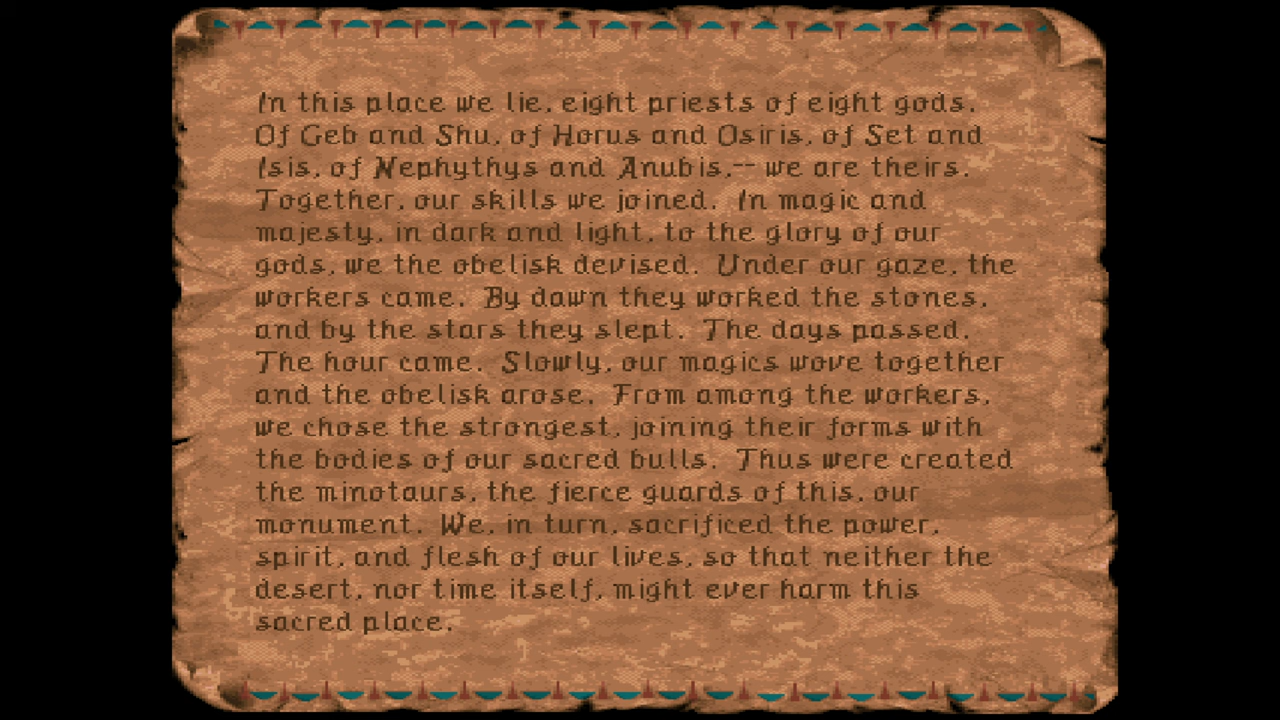 In this place we lie, eight priests of eight gods.
Of Geb and Shu, of Horus and Osiris, of Set and
Isis, of Nephythys and Anubis,-- we are theirs.
Together, our skills we joined.  In magic and
majesty, in dark and light, to the glory of our
gods, we the obelisk devised.  Under our gaze, the
workers came.  By dawn they worked the stones,
and by the stars they slept.  The days passed.
The hour came.  Slowly, our magics wove together
and the obelisk arose.  From among the workers,
we chose the strongest, joining their forms with
the bodies of our sacred bulls.  Thus were created
the minotaurs, the fierce guards of this, our
monument.  We, in turn, sacrificed the power,
spirit, and flesh of our lives, so that neither the
desert, nor time itself, might ever harm this
sacred place.